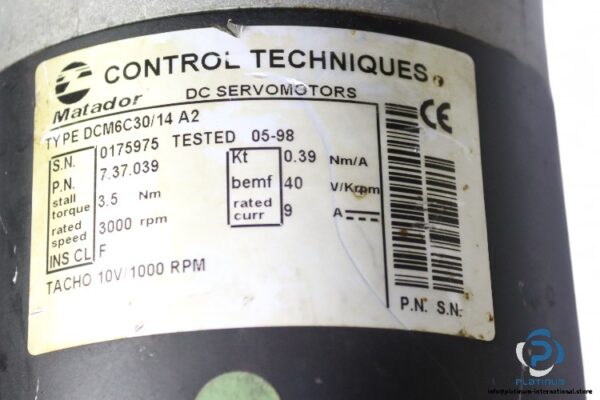 CONTROL TECHNIQUES
Matador
DC SERVOMOTORS
TYPE DCM6C30/14 A2
S.N. 0175975 TESTED 05-98
P.N. 7.37.039
stall torque 3.5 Nm
rated speed 3000 rpm
INS CL F
Kt 0.39 Nm/A
bemf 40 V/Krpm
rated curr 9 A
TACHO 10V/1000 RPM
CE
P.N. S.N.
PLATINUM
info@platinum-international.store